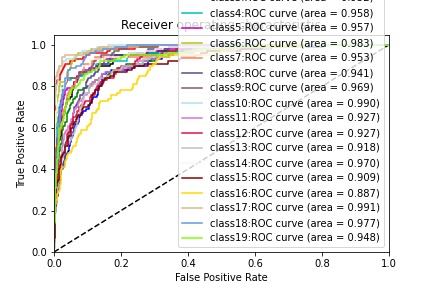 Receiver
class4:ROC curve (area = 0.958)
class5:ROC curve (area = 0.957)
class6:ROC curve (area = 0.983)
class7:ROC curve (area = 0.953)
class8:ROC curve (area = 0.941)
class9:ROC curve (area = 0.969)
class10:ROC curve (area = 0.990)
class11:ROC curve (area = 0.927)
class12:ROC curve (area = 0.927)
class13:ROC curve (area = 0.918)
class14:ROC curve (area = 0.970)
class15:ROC curve (area = 0.909)
class16:ROC curve (area = 0.887)
class17:ROC curve (area = 0.991)
class18:ROC curve (area = 0.977)
class19:ROC curve (area = 0.948)
True Positive Rate
1.0
0.8
0.6
0.4
0.2
0.0
0.0 0.2 0.4 0.6 0.8 1.0
False Positive Rate